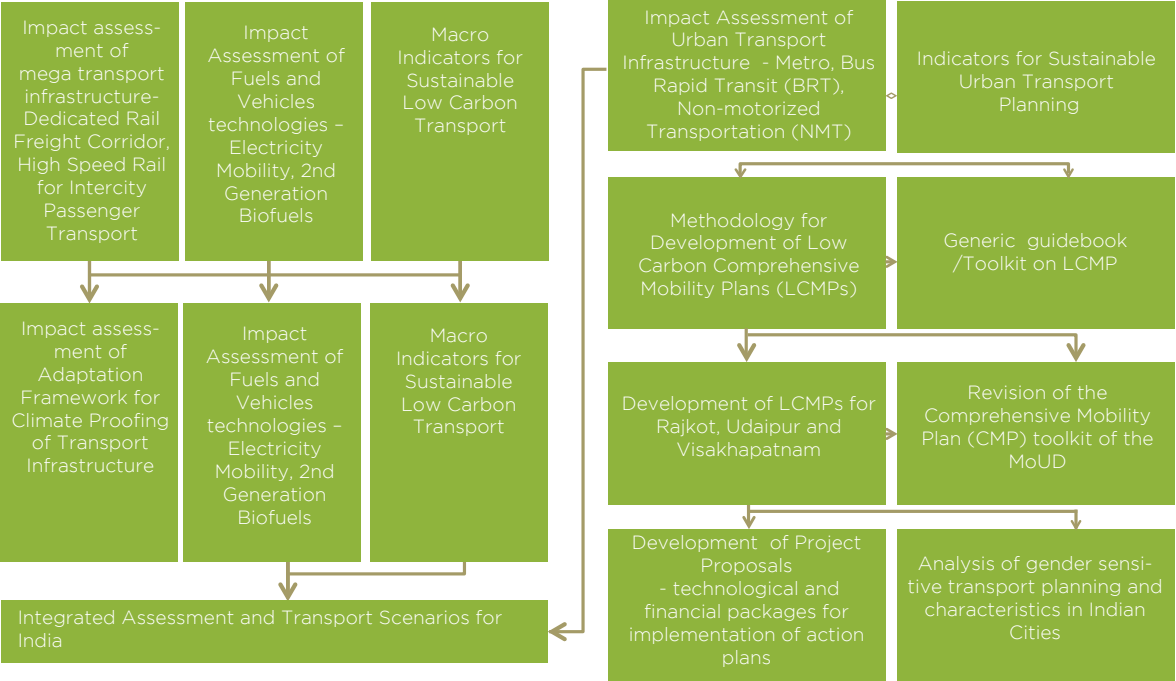 Impact assess-
ment of
mega transport
infrastructure-
Dedicated Rail
Freight Corridor,
High Speed Rail
for Intercity
Passenger
Transport
Impact
Assessment of
Fuels and
Vehicles
technologies –
Electricity
Mobility, 2nd
Generation
Biofuels
Macro
Indicators for
Sustainable
Low Carbon
Transport
Impact assess-
ment of
Adaptation
Framework for
Climate Proofing
of Transport
Infrastructure
Impact
Assessment of
Fuels and
Vehicles
technologies –
Electricity
Mobility, 2nd
Generation
Biofuels
Macro
Indicators for
Sustainable
Low Carbon
Transport
Integrated Assessment and Transport Scenarios for
India
Impact Assessment of
Urban Transport
Infrastructure - Metro, Bus
Rapid Transit (BRT),
Non-motorized
Transportation (NMT)
Indicators for Sustainable
Urban Transport
Planning
Methodology for
Development of Low
Carbon Comprehensive
Mobility Plans (LCMPs)
Generic guidebook
/Toolkit on LCMP
Development of LCMPs for
Rajkot, Udaipur and
Visakhapatnam
Revision of the
Comprehensive Mobility
Plan (CMP) toolkit of the
MoUD
Development of Project
Proposals
- technological and
financial packages for
implementation of action
plans
Analysis of gender sensi-
tive transport planning and
characteristics in Indian
Cities